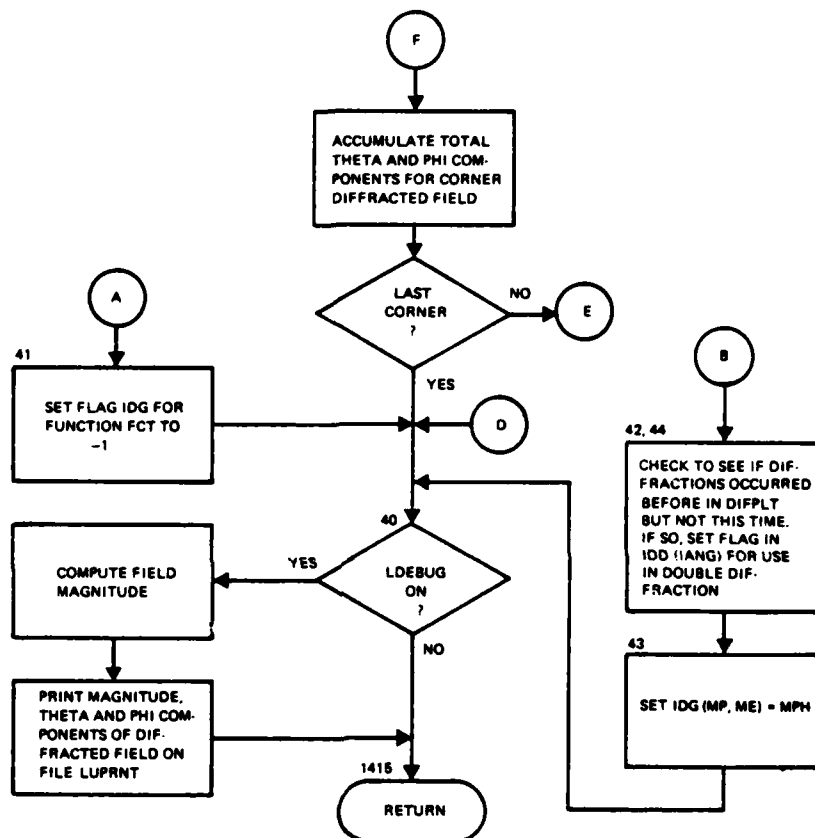 F
ACCUMULATE TOTAL
THETA AND PHI COM-
PONENTS FOR CORNER
DIFFRACTED FIELD
LAST
CORNER
?
NO
E
YES
A
41
SET FLAG IDG FOR
FUNCTION FCT TO
-1
D
B
42, 44
CHECK TO SEE IF DIF-
FRACTIONS OCCURRED
BEFORE IN DIFPLT
BUT NOT THIS TIME.
IF SO, SET FLAG IN
IDD (IANG) FOR USE
IN DOUBLE DIF-
FRACTION
40
LDEBUG
ON
?
YES
NO
COMPUTE FIELD
MAGNITUDE
43
SET IDG (MP, ME) = MPH
PRINT MAGNITUDE,
THETA AND PHI COM-
PONENTS OF DIF-
FRACTED FIELD ON
FILE LUPRNT
1415
RETURN